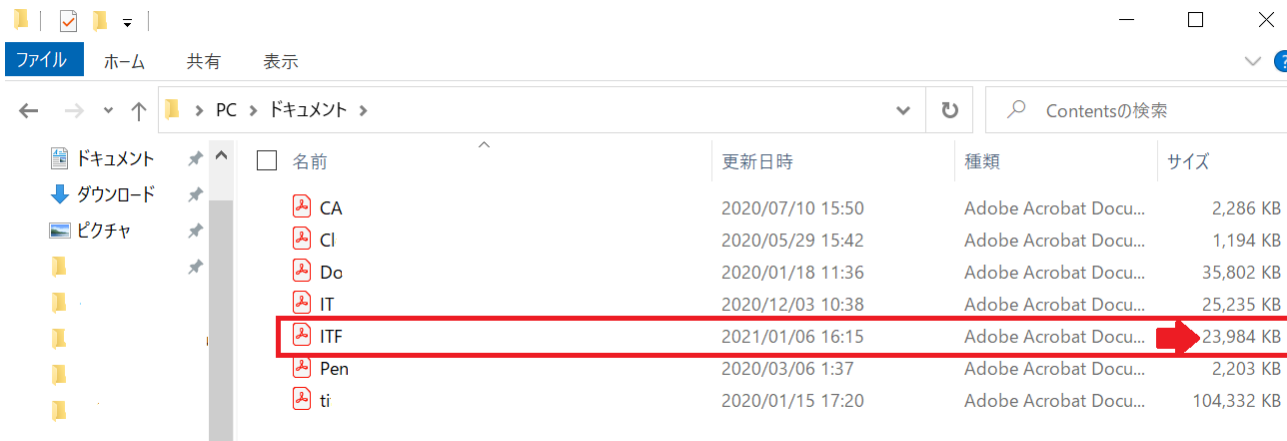 ファイル ホーム 共有 表示
PC ドキュメント Contentsの検索
ドキュメント
ダウンロード
ピクチャ
名前 更新日時 種類 サイズ
CA 2020/07/10 15:50 Adobe Acrobat Docu... 2,286 KB
Cl 2020/05/29 15:42 Adobe Acrobat Docu... 1,194 KB
Do 2020/01/18 11:36 Adobe Acrobat Docu... 35,802 KB
IT 2020/12/03 10:38 Adobe Acrobat Docu... 25,235 KB
ITF 2021/01/06 16:15 Adobe Acrobat Docu... 23,984 KB
Pen 2020/03/06 1:37 Adobe Acrobat Docu... 2,203 KB
ti 2020/01/15 17:20 Adobe Acrobat Docu... 104,332 KB